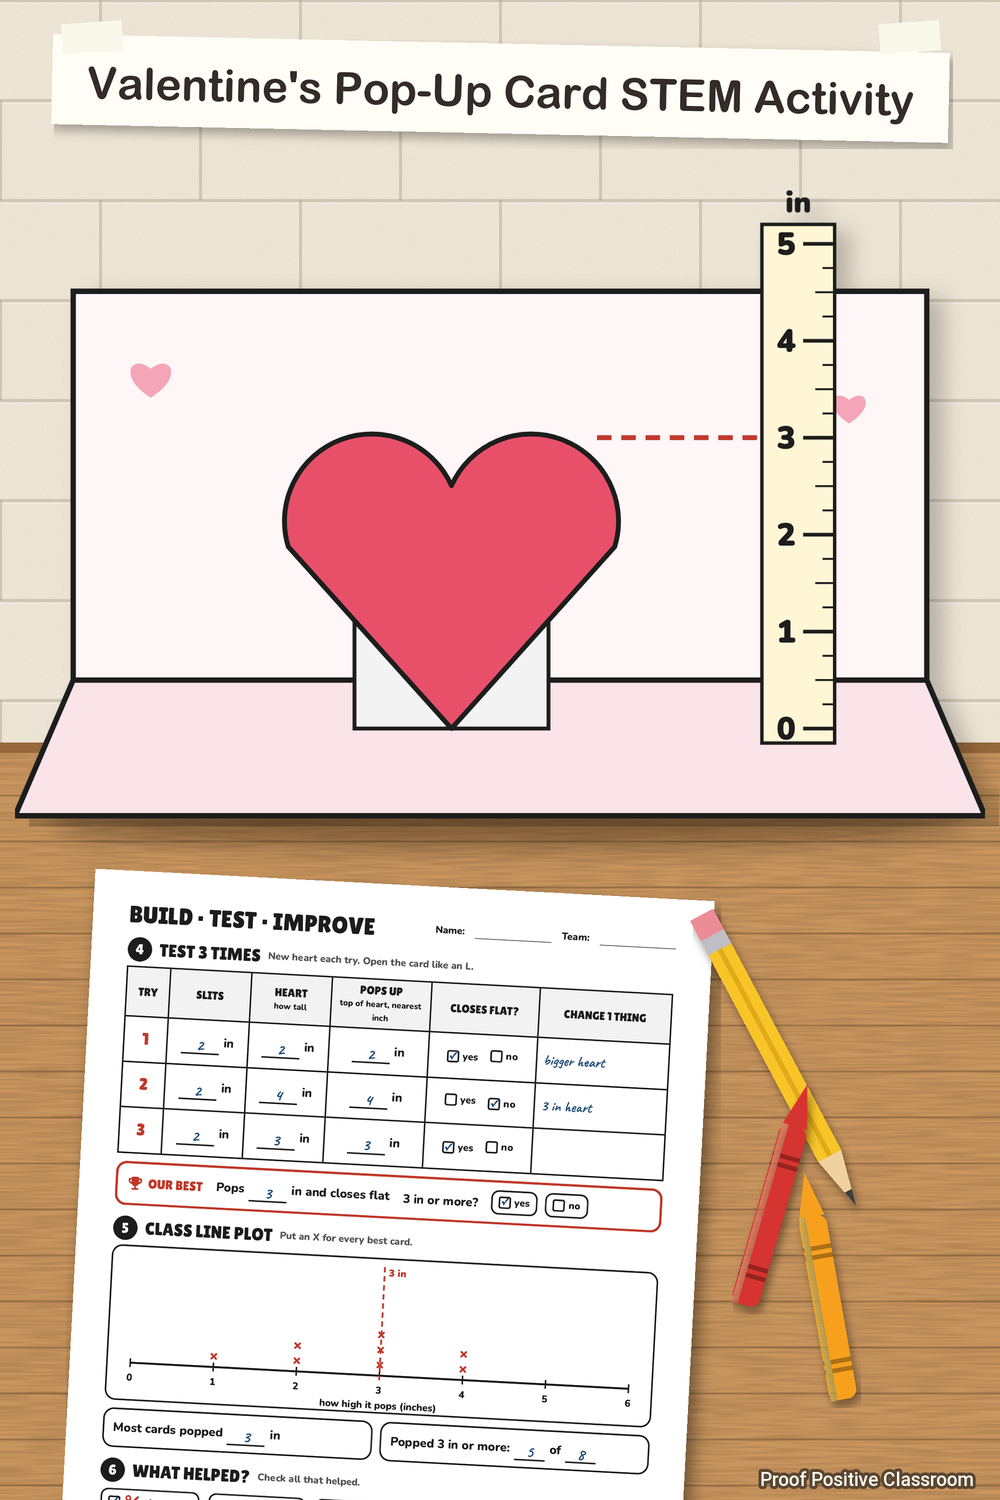 Valentine's Pop-Up Card STEM Activity
in
5
4
3
2
1
0
BUILD · TEST · IMPROVE
Name: Team:
4 TEST 3 TIMES New heart each try. Open the card like an L.
TRY SLITS HEART how tall POPS UP top of heart, nearest inch CLOSES FLAT? CHANGE 1 THING
1 2 in 2 in 2 in yes no bigger heart
2 2 in 4 in 4 in yes no 3 in heart
3 2 in 3 in 3 in yes no
OUR BEST Pops 3 in and closes flat 3 in or more? yes no
5 CLASS LINE PLOT Put an X for every best card.
3 in
0 1 2 3 4 5 6
how high it pops (inches)
Most cards popped 3 in
Popped 3 in or more: 5 of 8
6 WHAT HELPED? Check all that helped.
Proof Positive Classroom